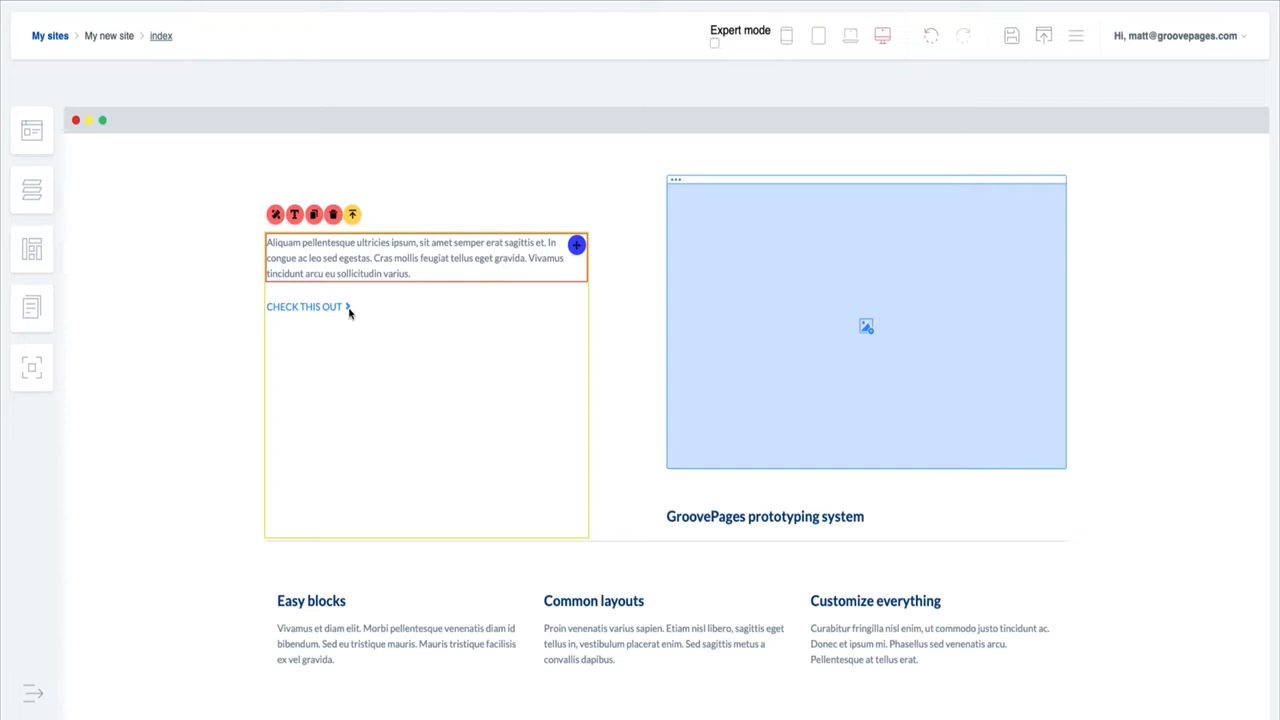 My sites > My new site > index
Expert mode
Hi, matt@groovepages.com
Aliquam pellentesque ultricies ipsum, sit amet semper erat sagittis et. In
congue ac leo sed egestas. Cras mollis feugiat tellus eget gravida. Vivamus
tincidunt arcu eu sollicitudin varius.
CHECK THIS OUT >
GroovePages prototyping system
Easy blocks
Vivamus et diam elit. Morbi pellentesque venenatis diam id
bibendum. Sed eu tristique mauris. Mauris tristique facilisis
ex vel gravida.
Common layouts
Proin venenatis varius sapien. Etiam nisl libero, sagittis eget
tellus in, vestibulum placerat enim. Sed sagittis metus a
convallis dapibus.
Customize everything
Curabitur fringilla nisl enim, ut commodo justo tincidunt ac.
Donec et ipsum mi. Phasellus sed venenatis arcu.
Pellentesque at tellus erat.